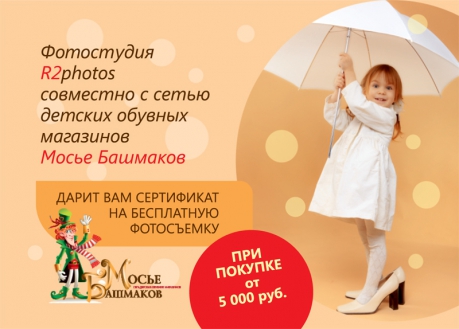 Фотостудия
R2photos
совместно с сетью
детских обувных
магазинов
Мосье Башмаков
ДАРИТ ВАМ СЕРТИФИКАТ
НА БЕСПЛАТНУЮ
ФОТОСЪЕМКУ
МОСЬЕ
БАШМАКОВ
ПРИ
ПОКУПКЕ
от
5 000 руб.